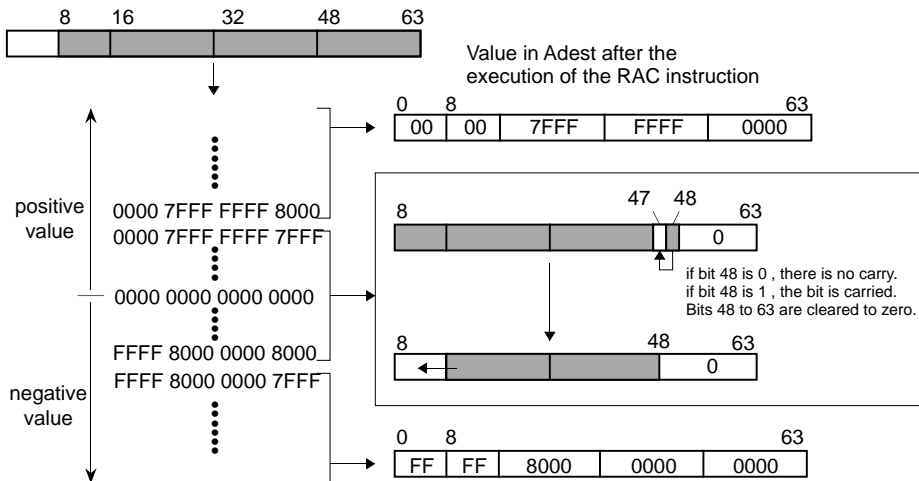 8 16 32 48 63
Value in Adest after the
execution of the RAC instruction
0 8 63
00 00 7FFF FFFF 0000
positive
value
0000 7FFF FFFF 8000
0000 7FFF FFFF 7FFF
0000 0000 0000 0000
FFFF 8000 0000 8000
FFFF 8000 0000 7FFF
negative
value
8 47 48 63
0
if bit 48 is 0 , there is no carry.
if bit 48 is 1 , the bit is carried.
Bits 48 to 63 are cleared to zero.
8 48 63
0
0 8 63
FF FF 8000 0000 0000